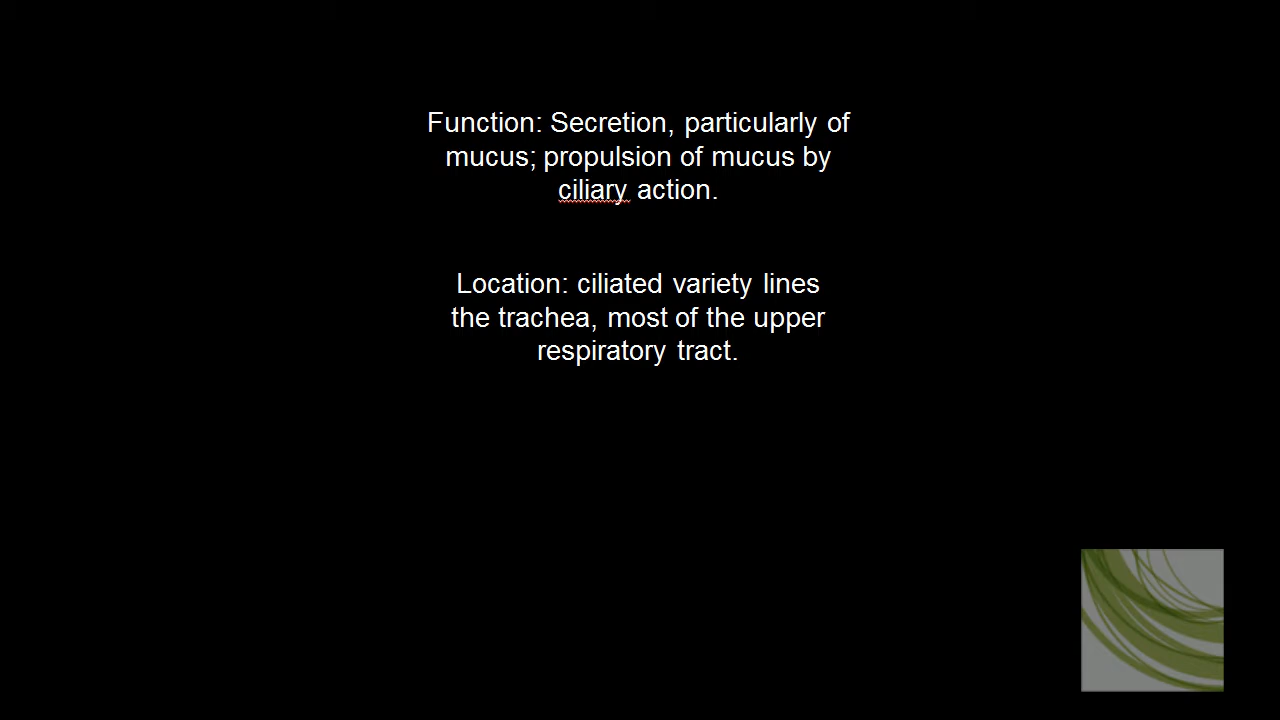 Function: Secretion, particularly of
mucus; propulsion of mucus by
ciliary action.
Location: ciliated variety lines
the trachea, most of the upper
respiratory tract.